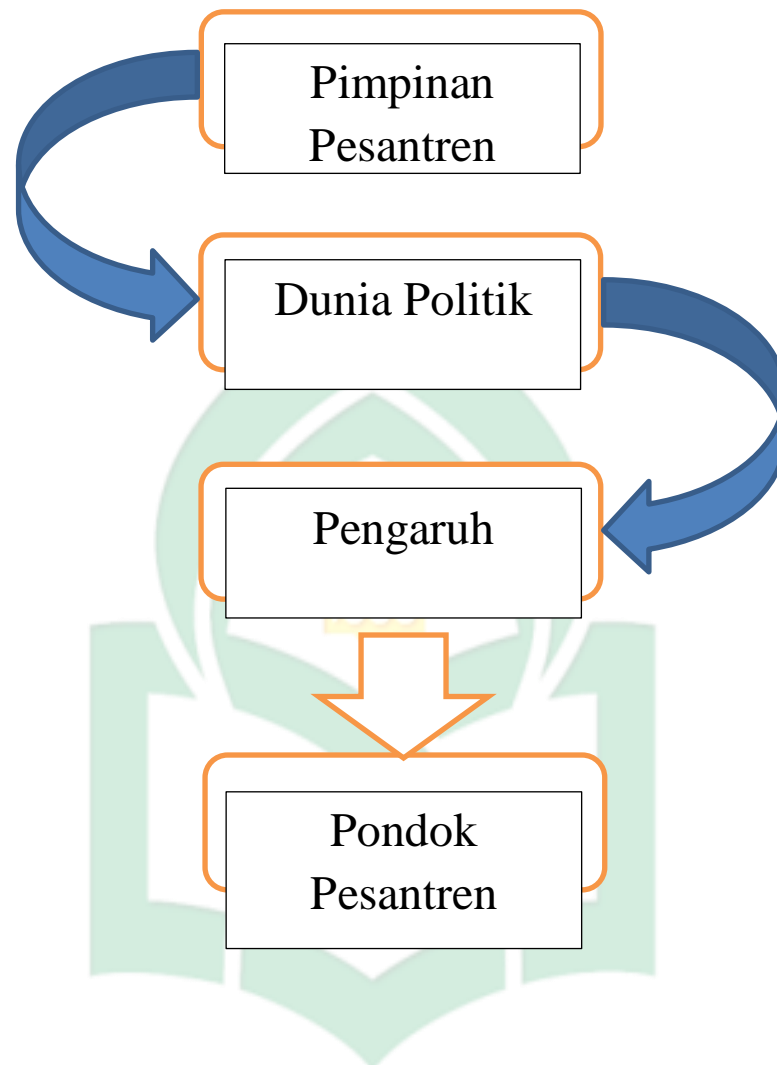 Pimpinan
Pesantren
Dunia Politik
Pengaruh
Pondok
Pesantren